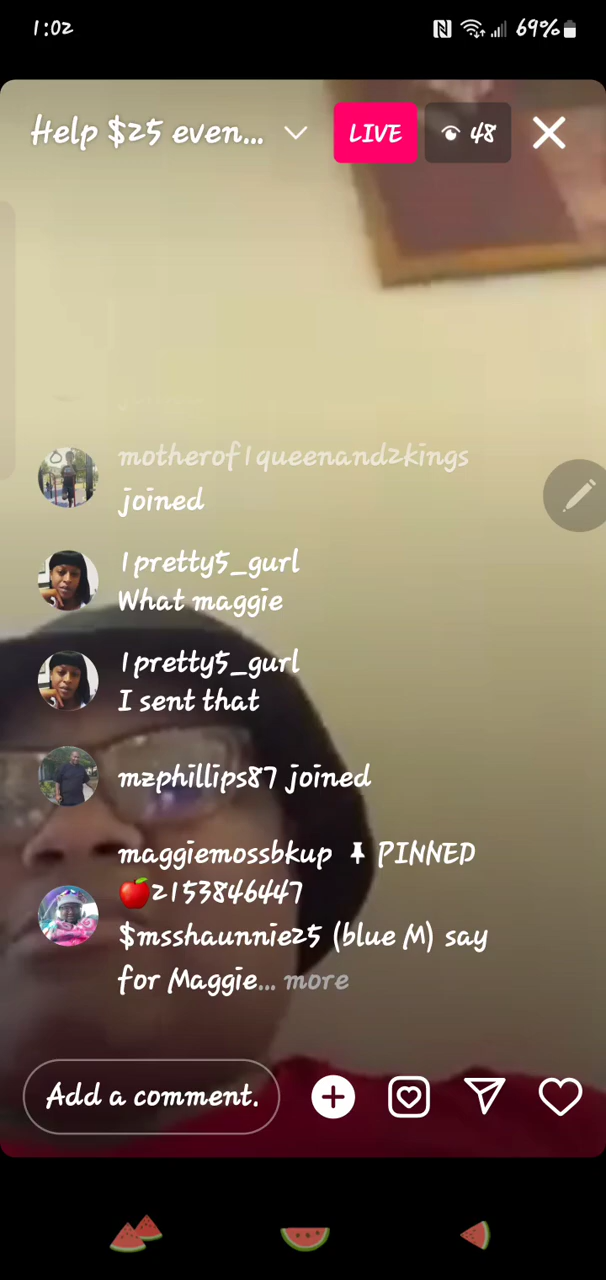 1:02
69%
Help $25 even...
LIVE
48
motherof1queenand2kings
joined
1pretty5_gurl
What maggie
1pretty5_gurl
I sent that
mzphillips87 joined
maggiemossbkup PINNED
🍎2153846447
$msshaunnie25 (blue M) say
for Maggie... more
Add a comment.